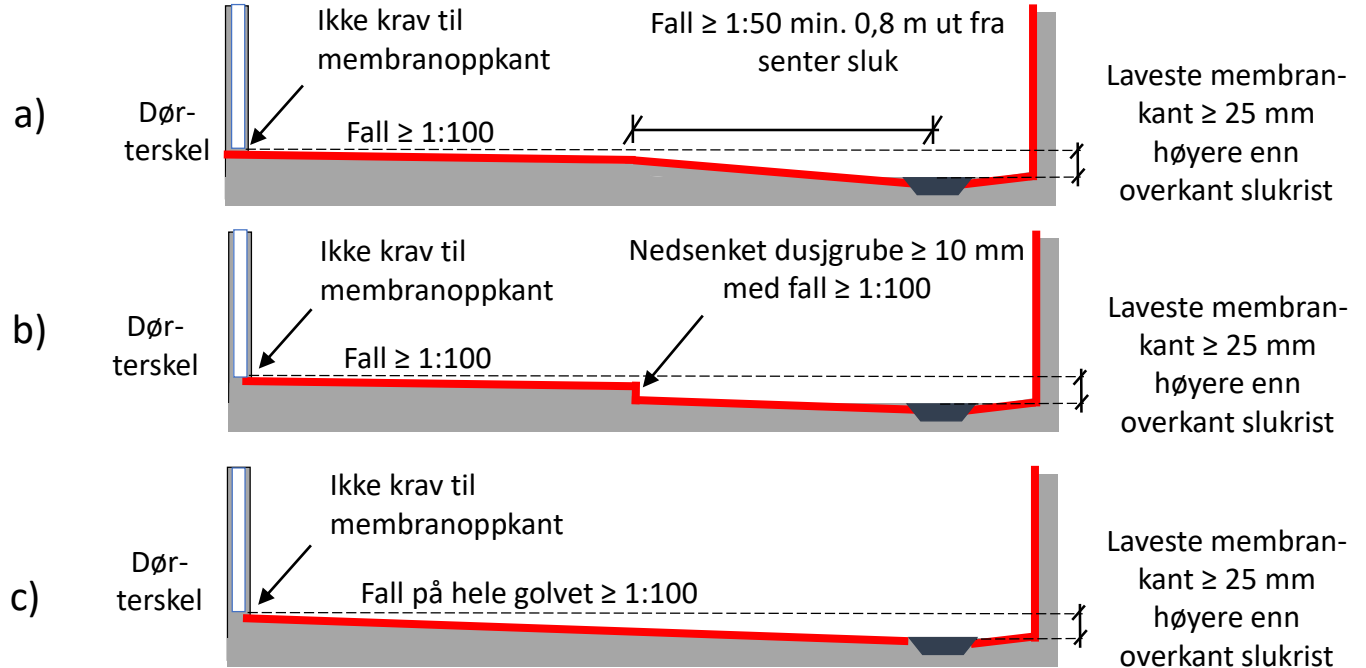 a)
Dør-
terskel
Ikke krav til
membranoppkant
Fall ≥ 1:100
Fall ≥ 1:50 min. 0,8 m ut fra
senter sluk
Laveste membran-
kant ≥ 25 mm
høyere enn
overkant slukrist
b)
Dør-
terskel
Ikke krav til
membranoppkant
Fall ≥ 1:100
Nedsenket dusjgrube ≥ 10 mm
med fall ≥ 1:100
Laveste membran-
kant ≥ 25 mm
høyere enn
overkant slukrist
c)
Dør-
terskel
Ikke krav til
membranoppkant
Fall på hele golvet ≥ 1:100
Laveste membran-
kant ≥ 25 mm
høyere enn
overkant slukrist